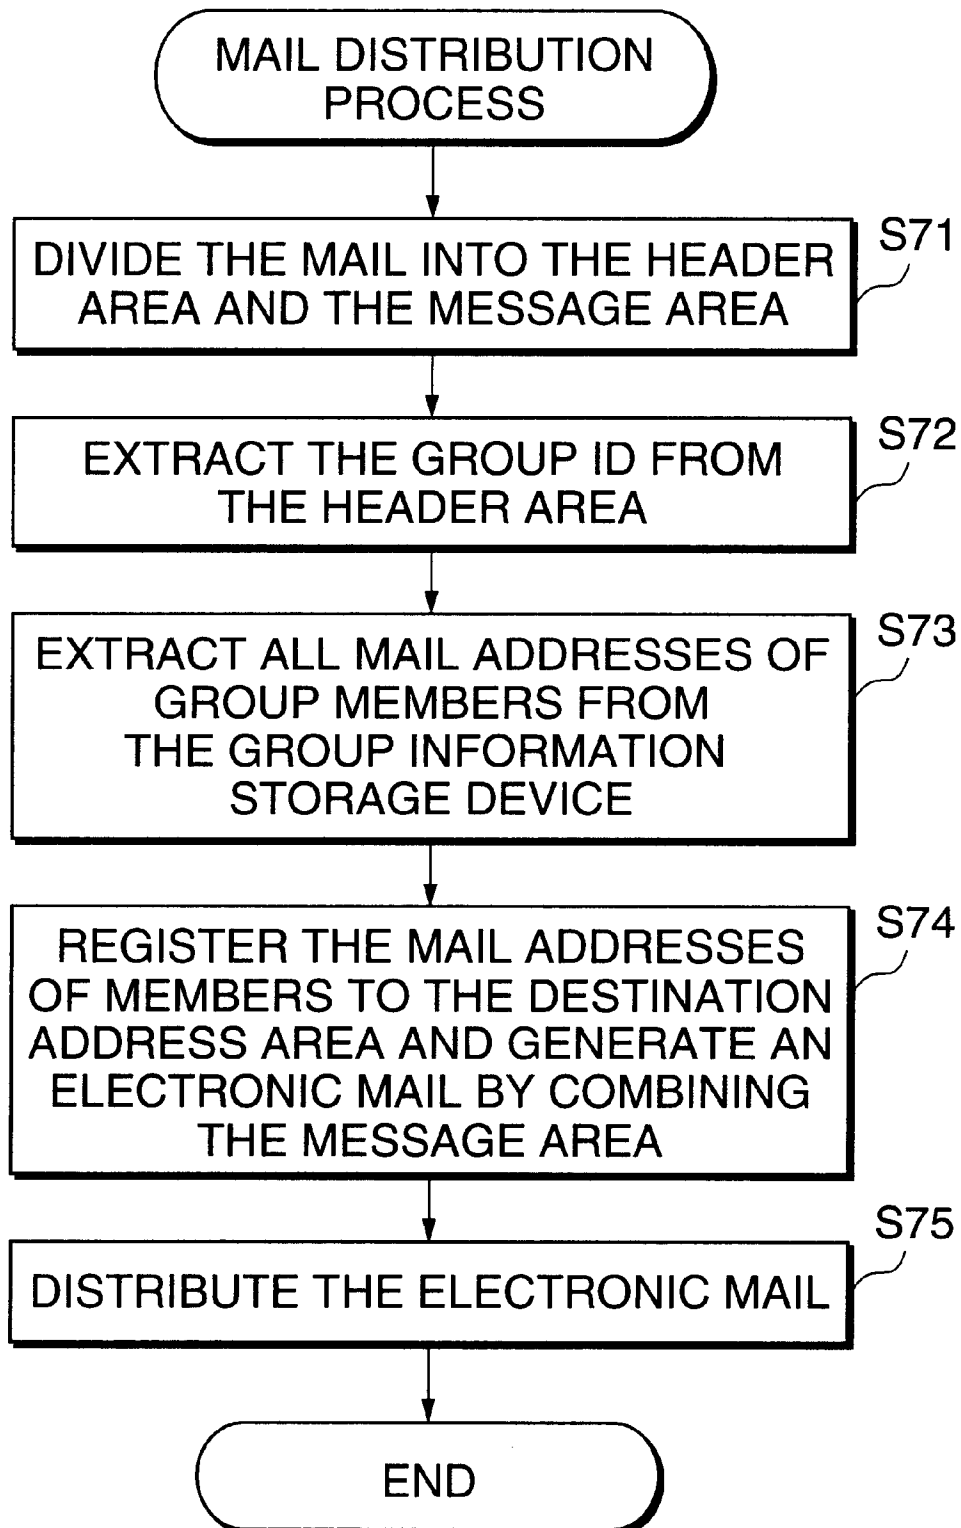 MAIL DISTRIBUTION
PROCESS
S71
DIVIDE THE MAIL INTO THE HEADER
AREA AND THE MESSAGE AREA
S72
EXTRACT THE GROUP ID FROM
THE HEADER AREA
S73
EXTRACT ALL MAIL ADDRESSES OF
GROUP MEMBERS FROM
THE GROUP INFORMATION
STORAGE DEVICE
S74
REGISTER THE MAIL ADDRESSES
OF MEMBERS TO THE DESTINATION
ADDRESS AREA AND GENERATE AN
ELECTRONIC MAIL BY COMBINING
THE MESSAGE AREA
S75
DISTRIBUTE THE ELECTRONIC MAIL
END